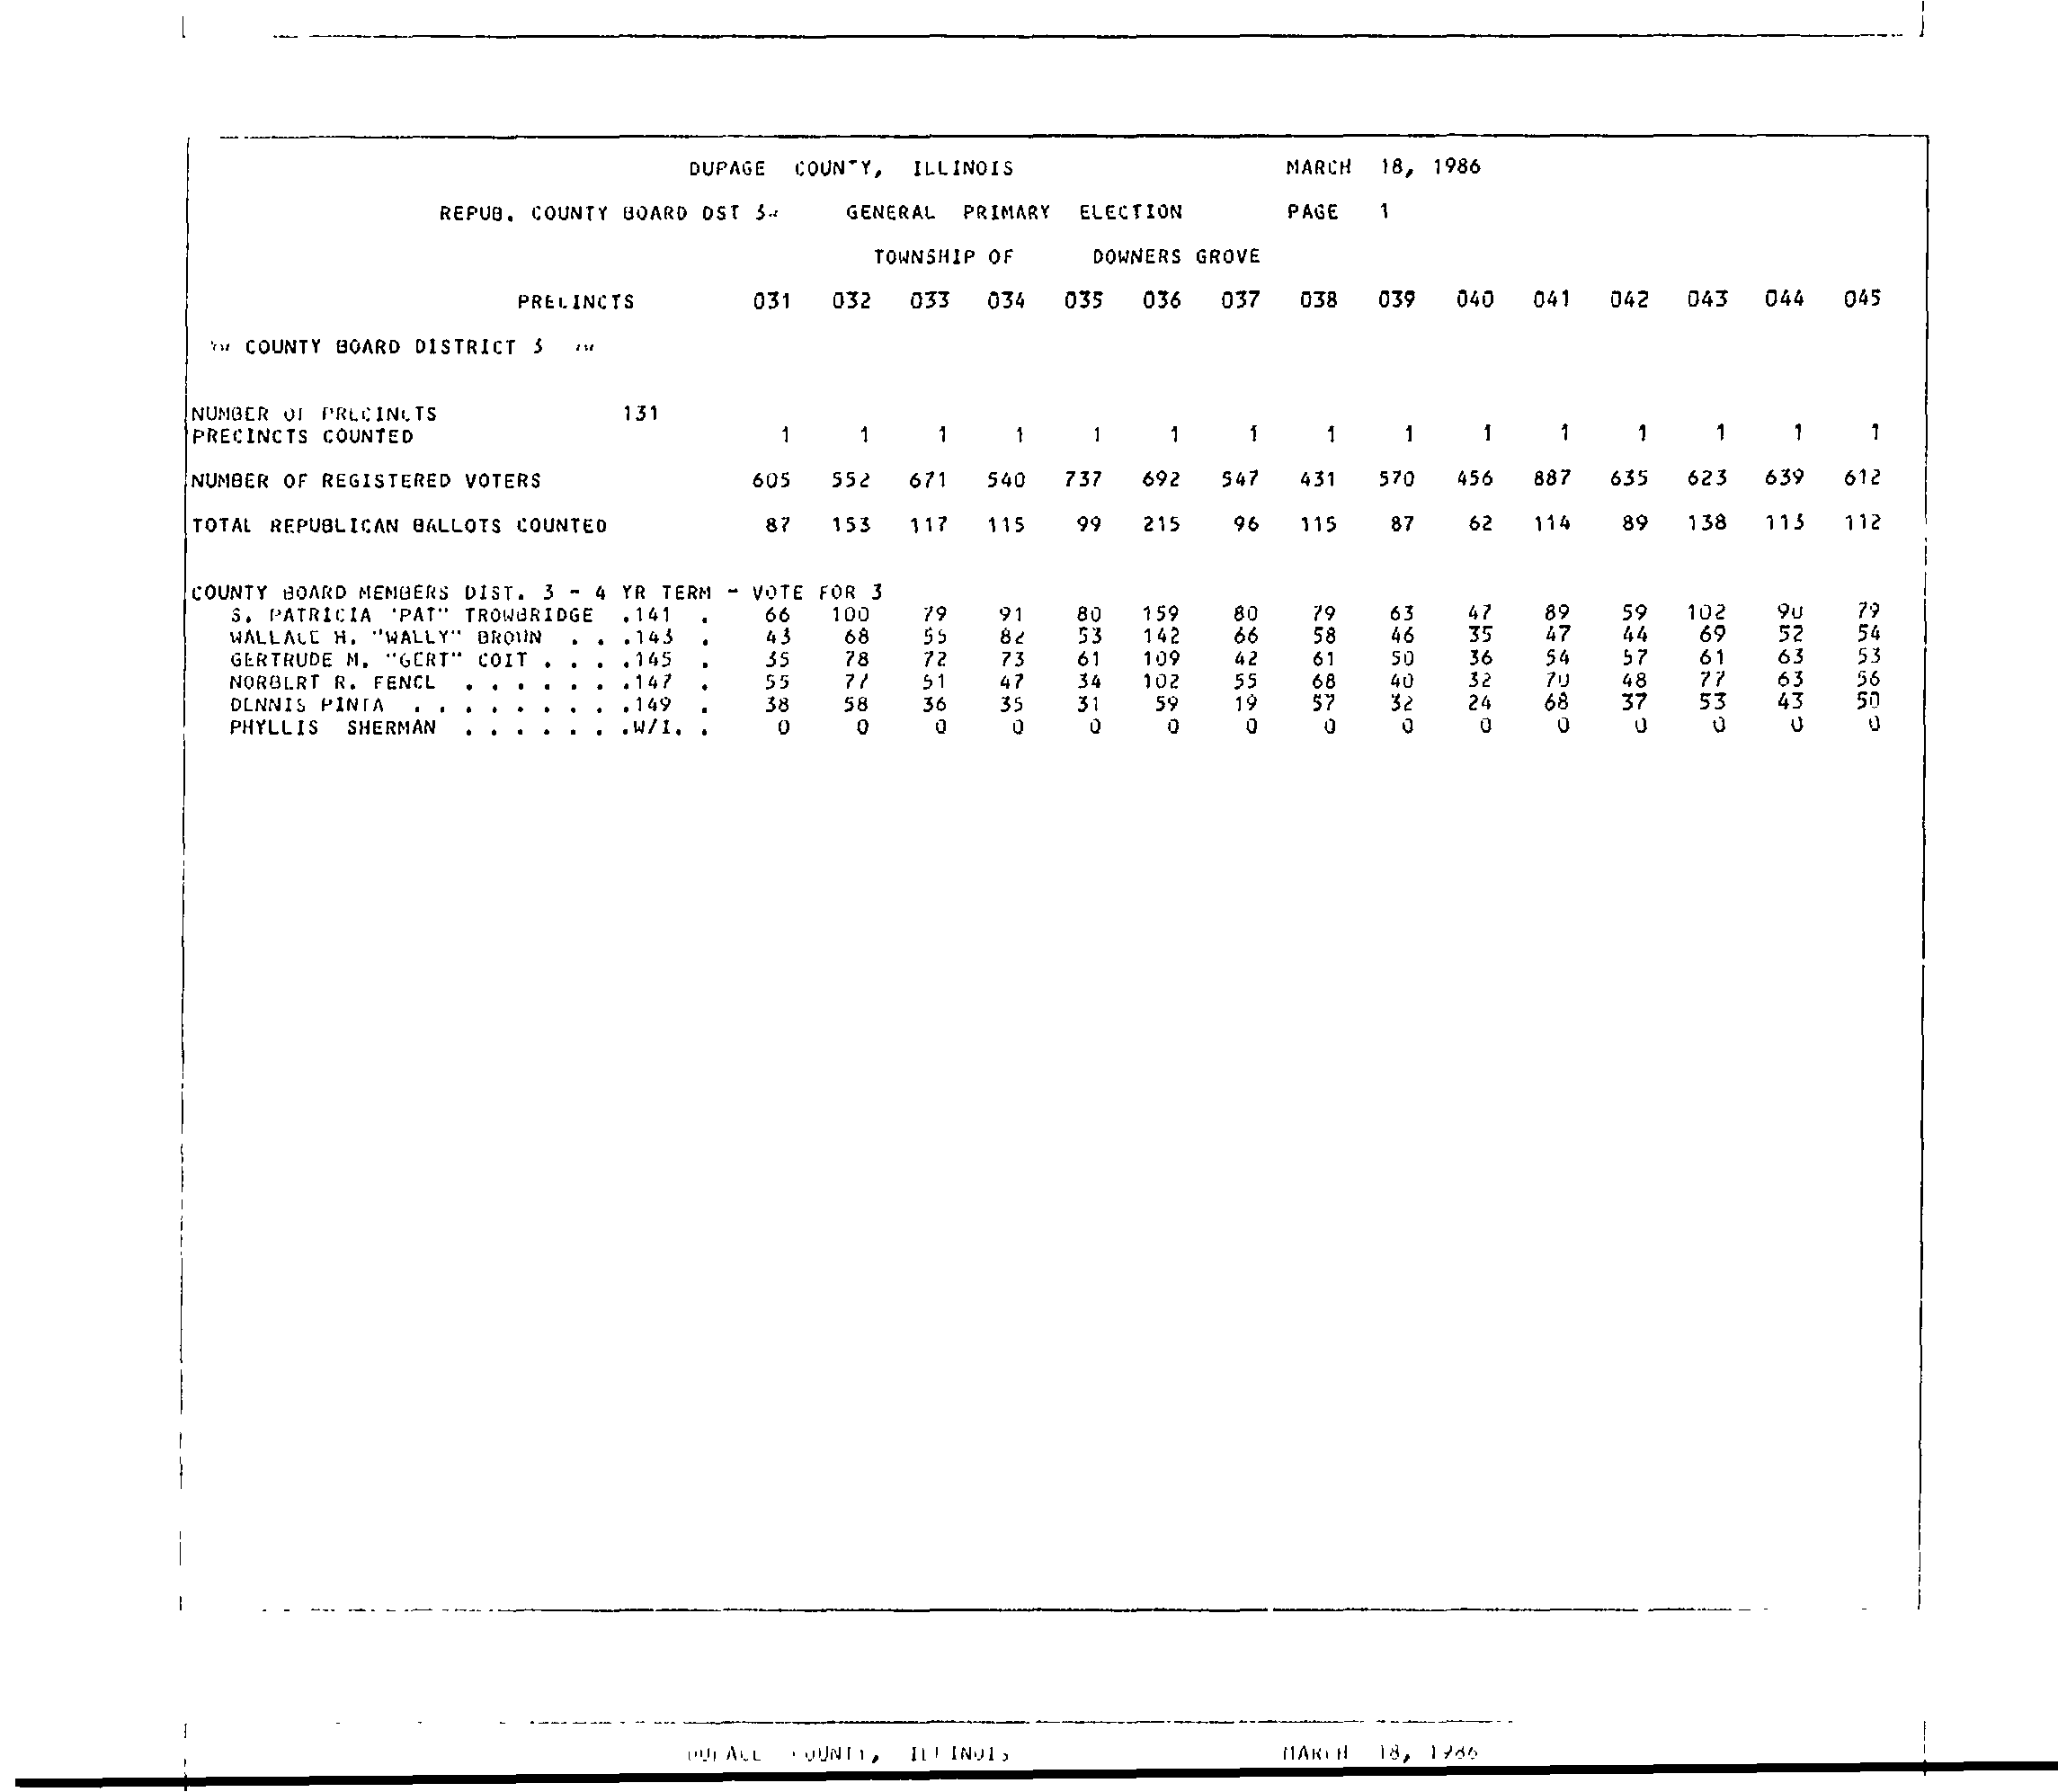 DUPAGE COUNTY, ILLINOIS MARCH 18, 1986
REPUB. COUNTY BOARD DST 3 GENERAL PRIMARY ELECTION PAGE 1
TOWNSHIP OF DOWNERS GROVE
PRECINCTS 031 032 033 034 035 036 037 038 039 040 041 042 043 044 045
COUNTY BOARD DISTRICT 3
NUMBER OF PRECINCTS 131
PRECINCTS COUNTED 1 1 1 1 1 1 1 1 1 1 1 1 1 1 1
NUMBER OF REGISTERED VOTERS 605 552 671 540 737 692 547 431 570 456 887 635 623 639 612
TOTAL REPUBLICAN BALLOTS COUNTED 87 153 117 115 99 215 96 115 87 62 114 89 138 113 112
COUNTY BOARD MEMBERS DIST. 3 - 4 YR TERM - VOTE FOR 3
S. PATRICIA "PAT" TROWBRIDGE .141 . 66 100 79 91 80 159 80 79 63 47 89 59 102 90 79
WALLACE H. "WALLY" BROWN . . .143 . 43 68 55 82 53 142 66 58 46 35 47 44 69 52 54
GERTRUDE M. "GERT" COIT . . . .145 . 35 78 72 73 61 109 42 61 50 36 54 57 61 63 53
NORBERT R. FENCL . . . . . . .147 . 55 77 51 47 34 102 55 68 40 32 70 48 77 63 56
DENNIS PINTA . . . . . . . . .149 . 38 58 36 35 31 59 19 57 32 24 68 37 53 43 50
PHYLLIS SHERMAN . . . . . . .W/I. . 0 0 0 0 0 0 0 0 0 0 0 0 0 0 0
DUPAGE COUNTY, ILLINOIS MARCH 18, 1986